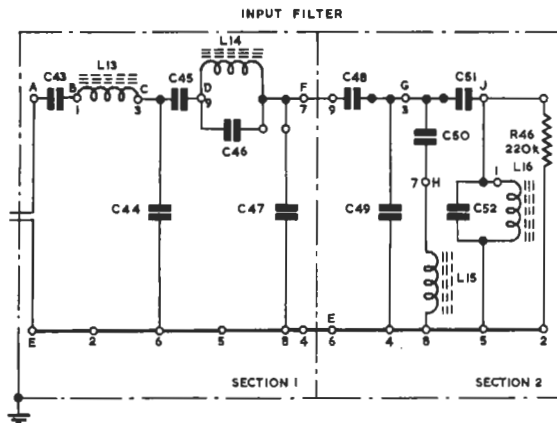 INPUT FILTER
L14
L13
A C43 B C C45 D F C48 G C51 J
1 3 9 7 9 3
R46
220k
C46
C50
L16
7 H 1
C44 C47 C49 C52
L15
E
E 2 6 5 8 4 6 4 8 5 2
SECTION 1 SECTION 2